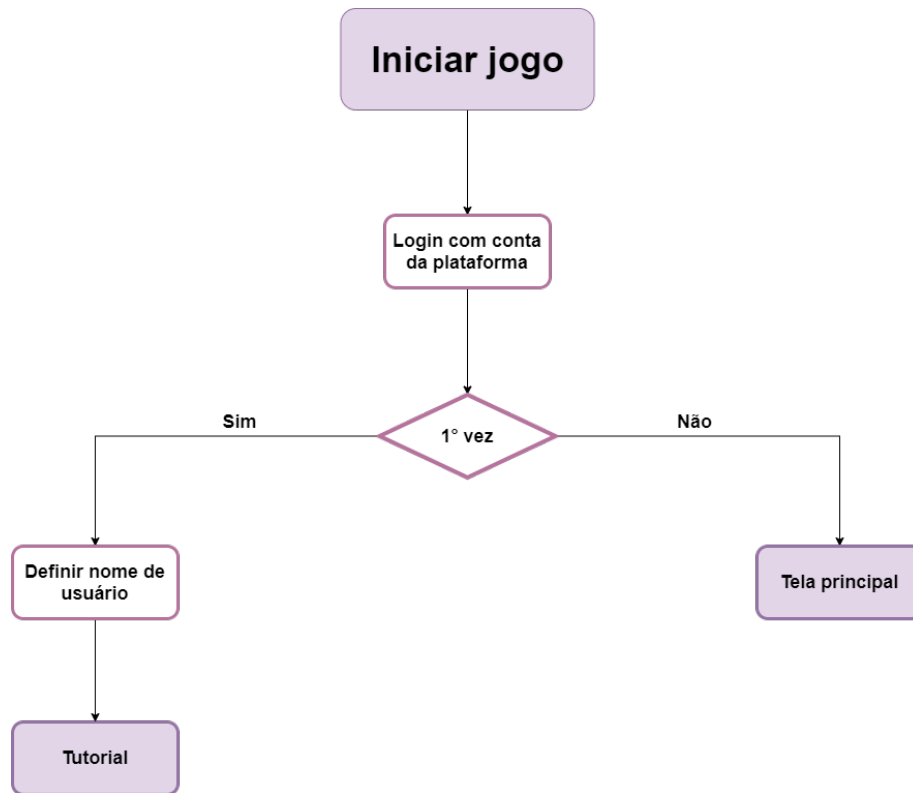 Iniciar jogo
Login com conta
da plataforma
1° vez
Sim
Não
Definir nome de
usuário
Tela principal
Tutorial